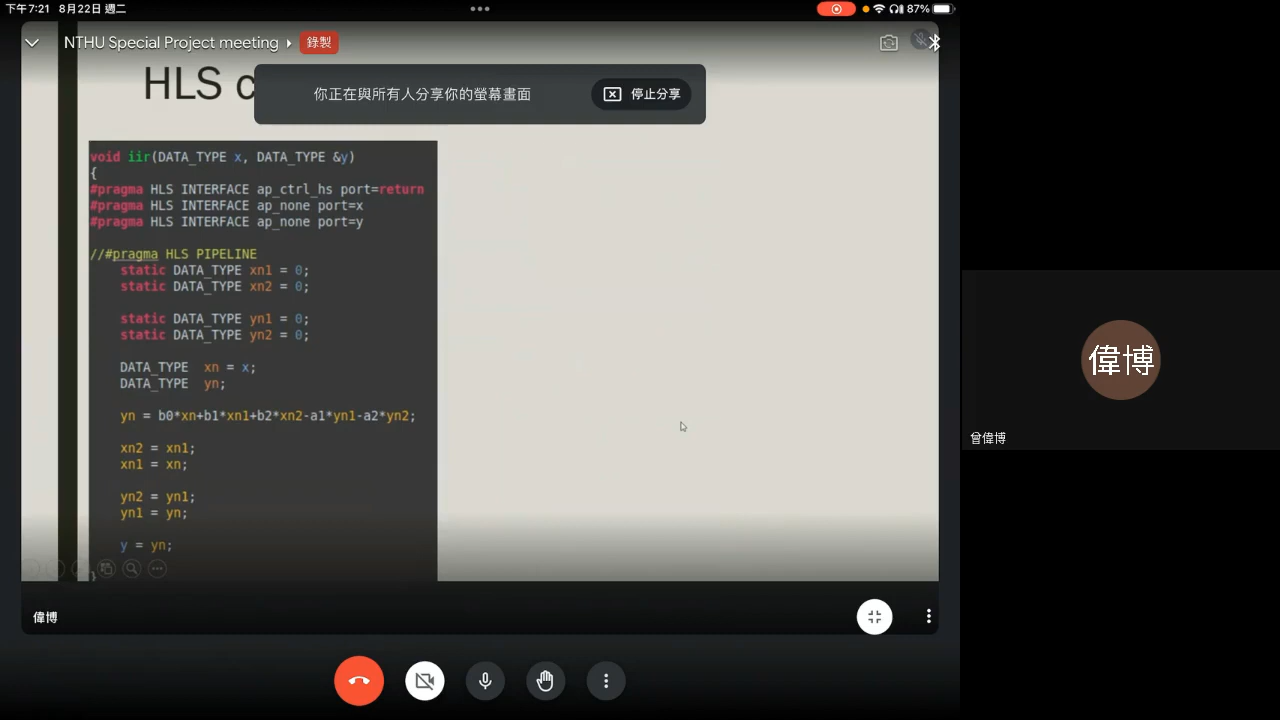 下午7:21 8月22日 週二
87%
NTHU Special Project meeting
錄製
HLS c
你正在與所有人分享你的螢幕畫面
停止分享
void iir(DATA_TYPE x, DATA_TYPE &y)
{
#pragma HLS INTERFACE ap_ctrl_hs port=return
#pragma HLS INTERFACE ap_none port=x
#pragma HLS INTERFACE ap_none port=y
//#pragma HLS PIPELINE
static DATA_TYPE xn1 = 0;
static DATA_TYPE xn2 = 0;
static DATA_TYPE yn1 = 0;
static DATA_TYPE yn2 = 0;
DATA_TYPE xn = x;
DATA_TYPE yn;
yn = b0*xn+b1*xn1+b2*xn2-a1*yn1-a2*yn2;
xn2 = xn1;
xn1 = xn;
yn2 = yn1;
yn1 = yn;
y = yn;
}
偉博
偉博
曾偉博